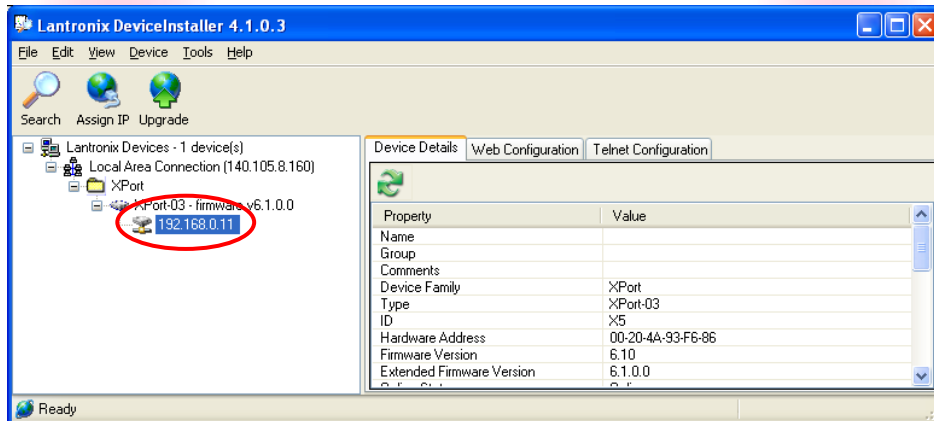 Lantronix DeviceInstaller 4.1.0.3
File Edit View Device Tools Help
Search Assign IP Upgrade
Lantronix Devices - 1 device(s)
Local Area Connection (140.105.8.160)
XPort
XPort-03 - firmware v6.1.0.0
192.168.0.11
Device Details Web Configuration Telnet Configuration
Property Value
Name
Group
Comments
Device Family XPort
Type XPort-03
ID X5
Hardware Address 00-20-4A-93-F6-86
Firmware Version 6.10
Extended Firmware Version 6.1.0.0
Ready